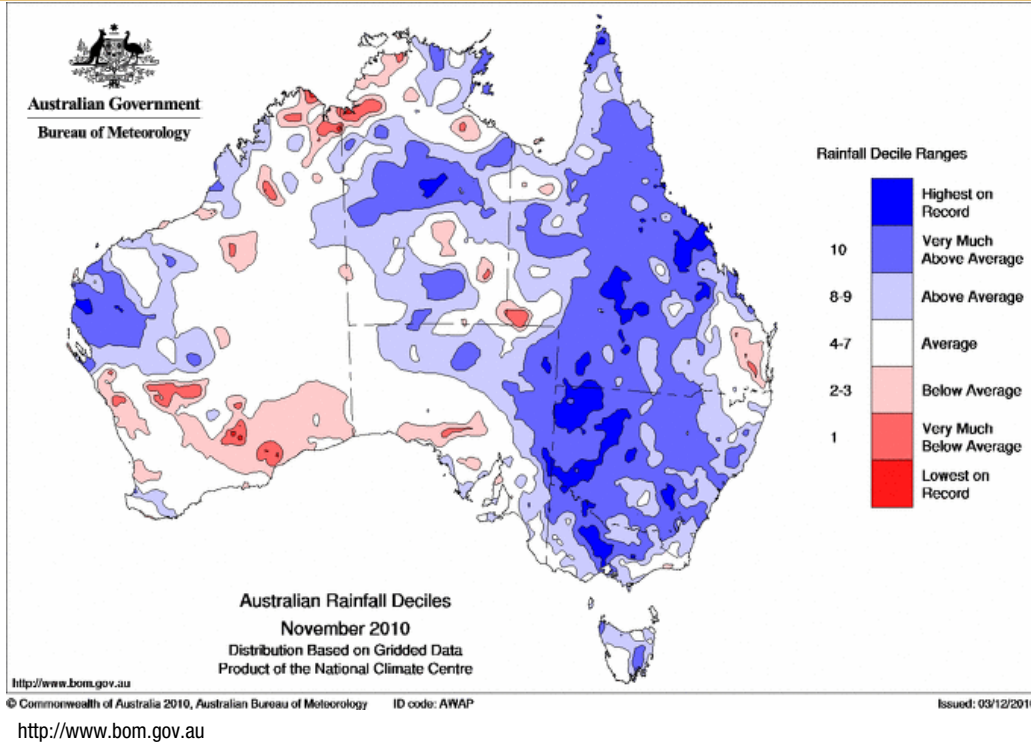 Australian Government
Bureau of Meteorology
Rainfall Decile Ranges
Highest on
Record
10
Very Much
Above Average
8-9
Above Average
4-7
Average
2-3
Below Average
1
Very Much
Below Average
Lowest on
Record
Australian Rainfall Deciles
November 2010
Distribution Based on Gridded Data
Product of the National Climate Centre
http://www.bom.gov.au
© Commonwealth of Australia 2010, Australian Bureau of Meteorology ID code: AWAP Issued: 03/12/2010
http://www.bom.gov.au